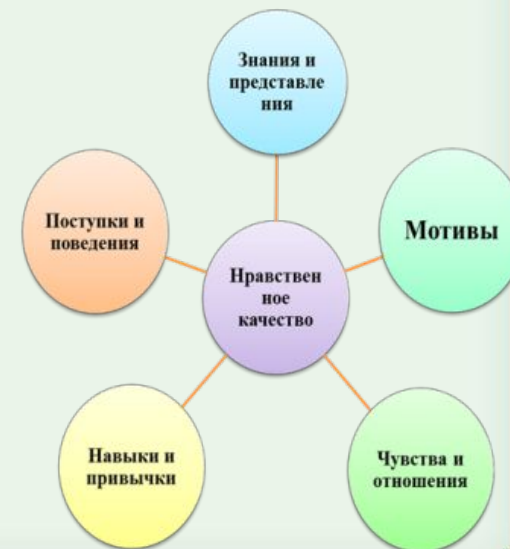 Знания и
представле
ния
Мотивы
Чувства и
отношения
Навыки и
привычки
Поступки и
поведения
Нравствен
ное
качество